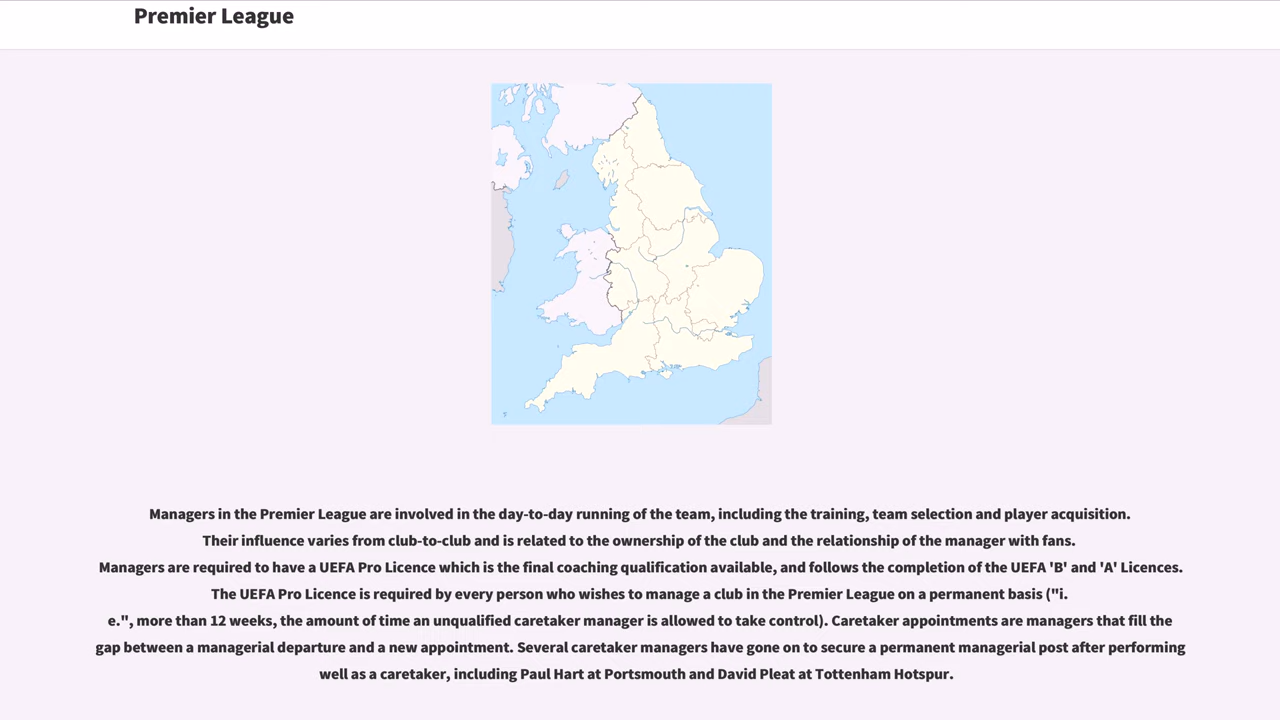 Premier League
Managers in the Premier League are involved in the day-to-day running of the team, including the training, team selection and player acquisition.
Their influence varies from club-to-club and is related to the ownership of the club and the relationship of the manager with fans.
Managers are required to have a UEFA Pro Licence which is the final coaching qualification available, and follows the completion of the UEFA 'B' and 'A' Licences.
The UEFA Pro Licence is required by every person who wishes to manage a club in the Premier League on a permanent basis ("i.
e.", more than 12 weeks, the amount of time an unqualified caretaker manager is allowed to take control). Caretaker appointments are managers that fill the
gap between a managerial departure and a new appointment. Several caretaker managers have gone on to secure a permanent managerial post after performing
well as a caretaker, including Paul Hart at Portsmouth and David Pleat at Tottenham Hotspur.